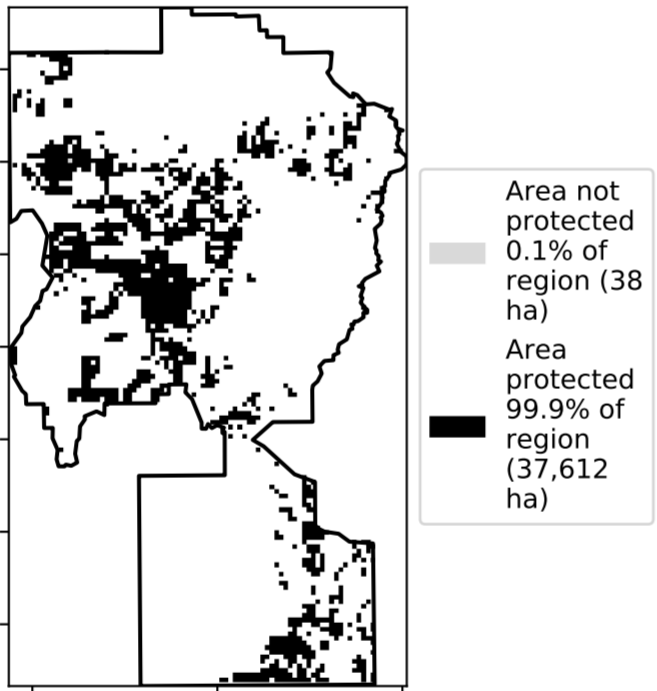 Area not
protected
0.1% of
region (38
ha)
Area
protected
99.9% of
region
(37,612
ha)